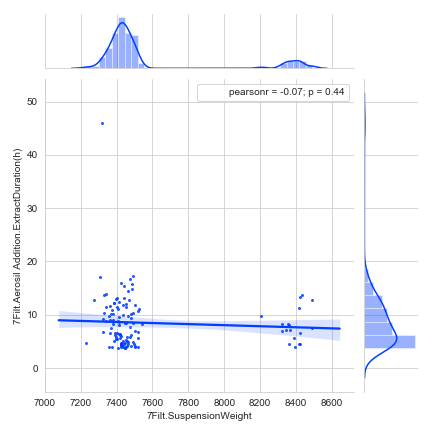 pearsonr = -0.07; p = 0.44
50
40
30
20
10
0
7Filt.Aerosil Addition.ExtractDuration(h)
7000 7200 7400 7600 7800 8000 8200 8400 8600
7Filt.SuspensionWeight